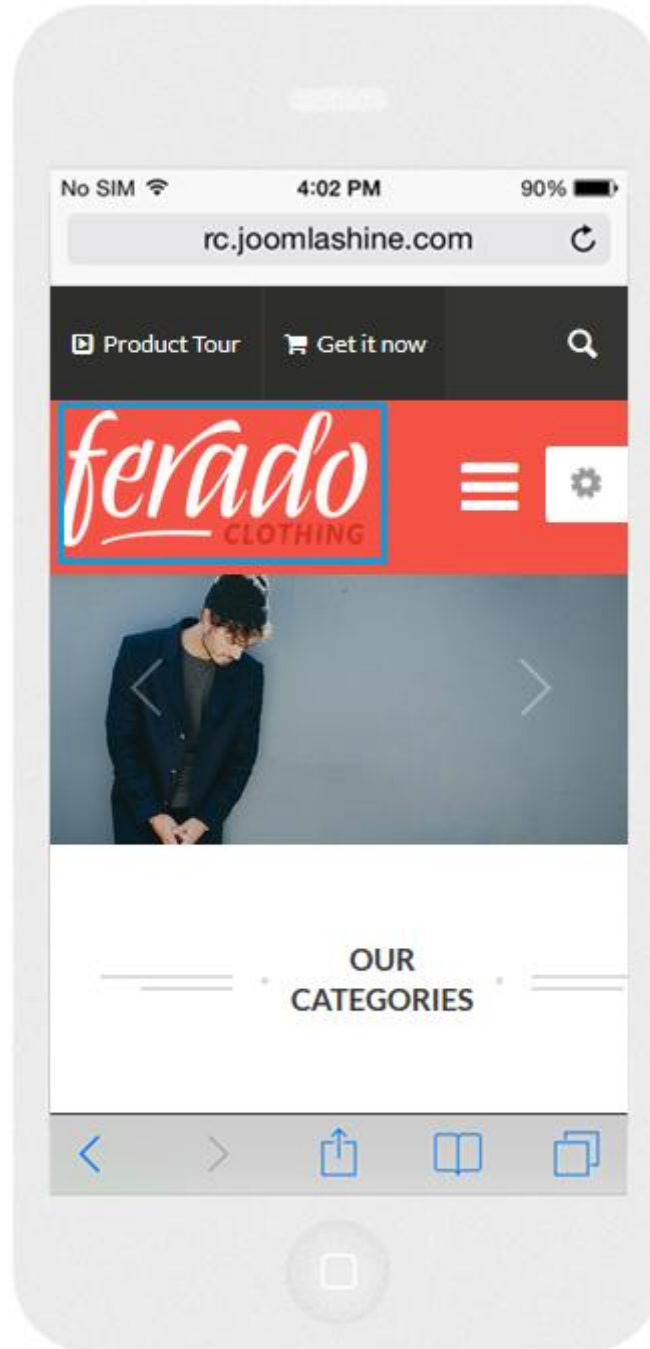 No SIM 4:02 PM 90%
rc.joomlashine.com
Product Tour Get it now
ferado
CLOTHING
OUR
CATEGORIES